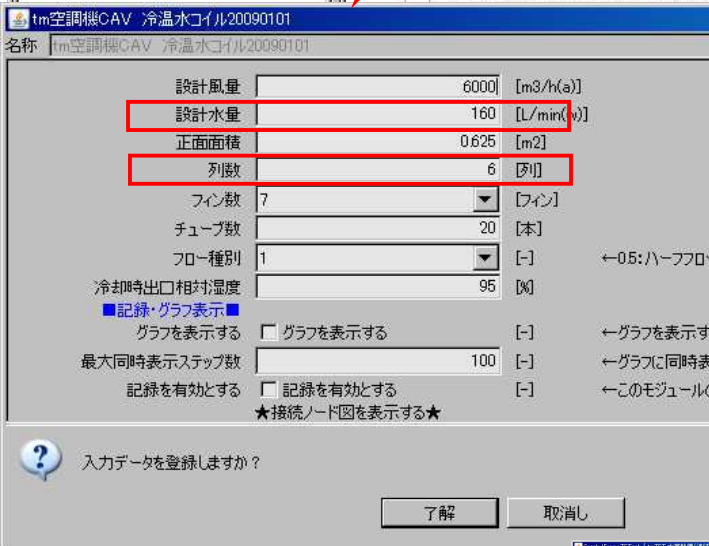 tm空調機CAV 冷温水コイル20090101
名称 tm空調機CAV 冷温水コイル20090101
設計風量 6000 [m3/h(a)]
設計水量 160 [L/min(w)]
正面面積 0.625 [m2]
列数 6 [列]
フィン数 7 [フィン]
チューブ数 20 [本]
フロー種別 1 [-] ←0.5:ハーフフロー
冷却時出口相対湿度 95 [%]
■記録・グラフ表示■
グラフを表示する グラフを表示する [-] ←グラフを表示す
最大同時表示ステップ数 100 [-] ←グラフに同時表
記録を有効とする 記録を有効とする [-] ←このモジュールの
★接続ノード図を表示する★
入力データを登録しますか?
了解 取消し